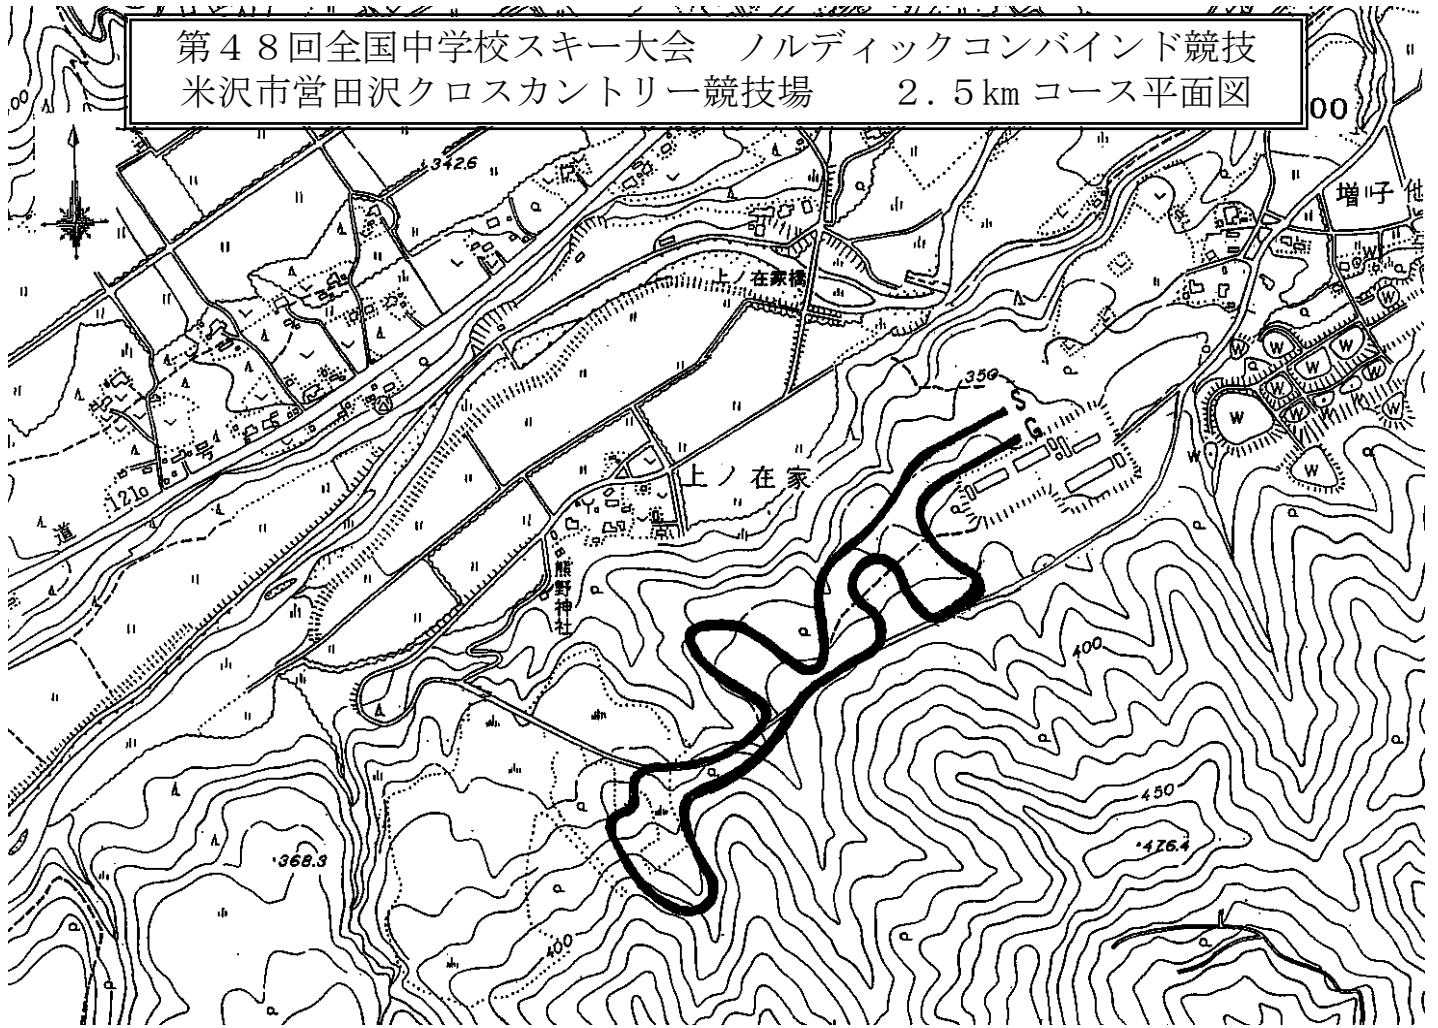 第４８回全国中学校スキー大会　ノルディックコンバインド競技
米沢市営田沢クロスカントリー競技場　　２.５km コース平面図
00
00
342.6
増子他
上ノ在家橋
350
S
G
上ノ在家
121
道
熊野神社
400
450
476.4
368.3
400